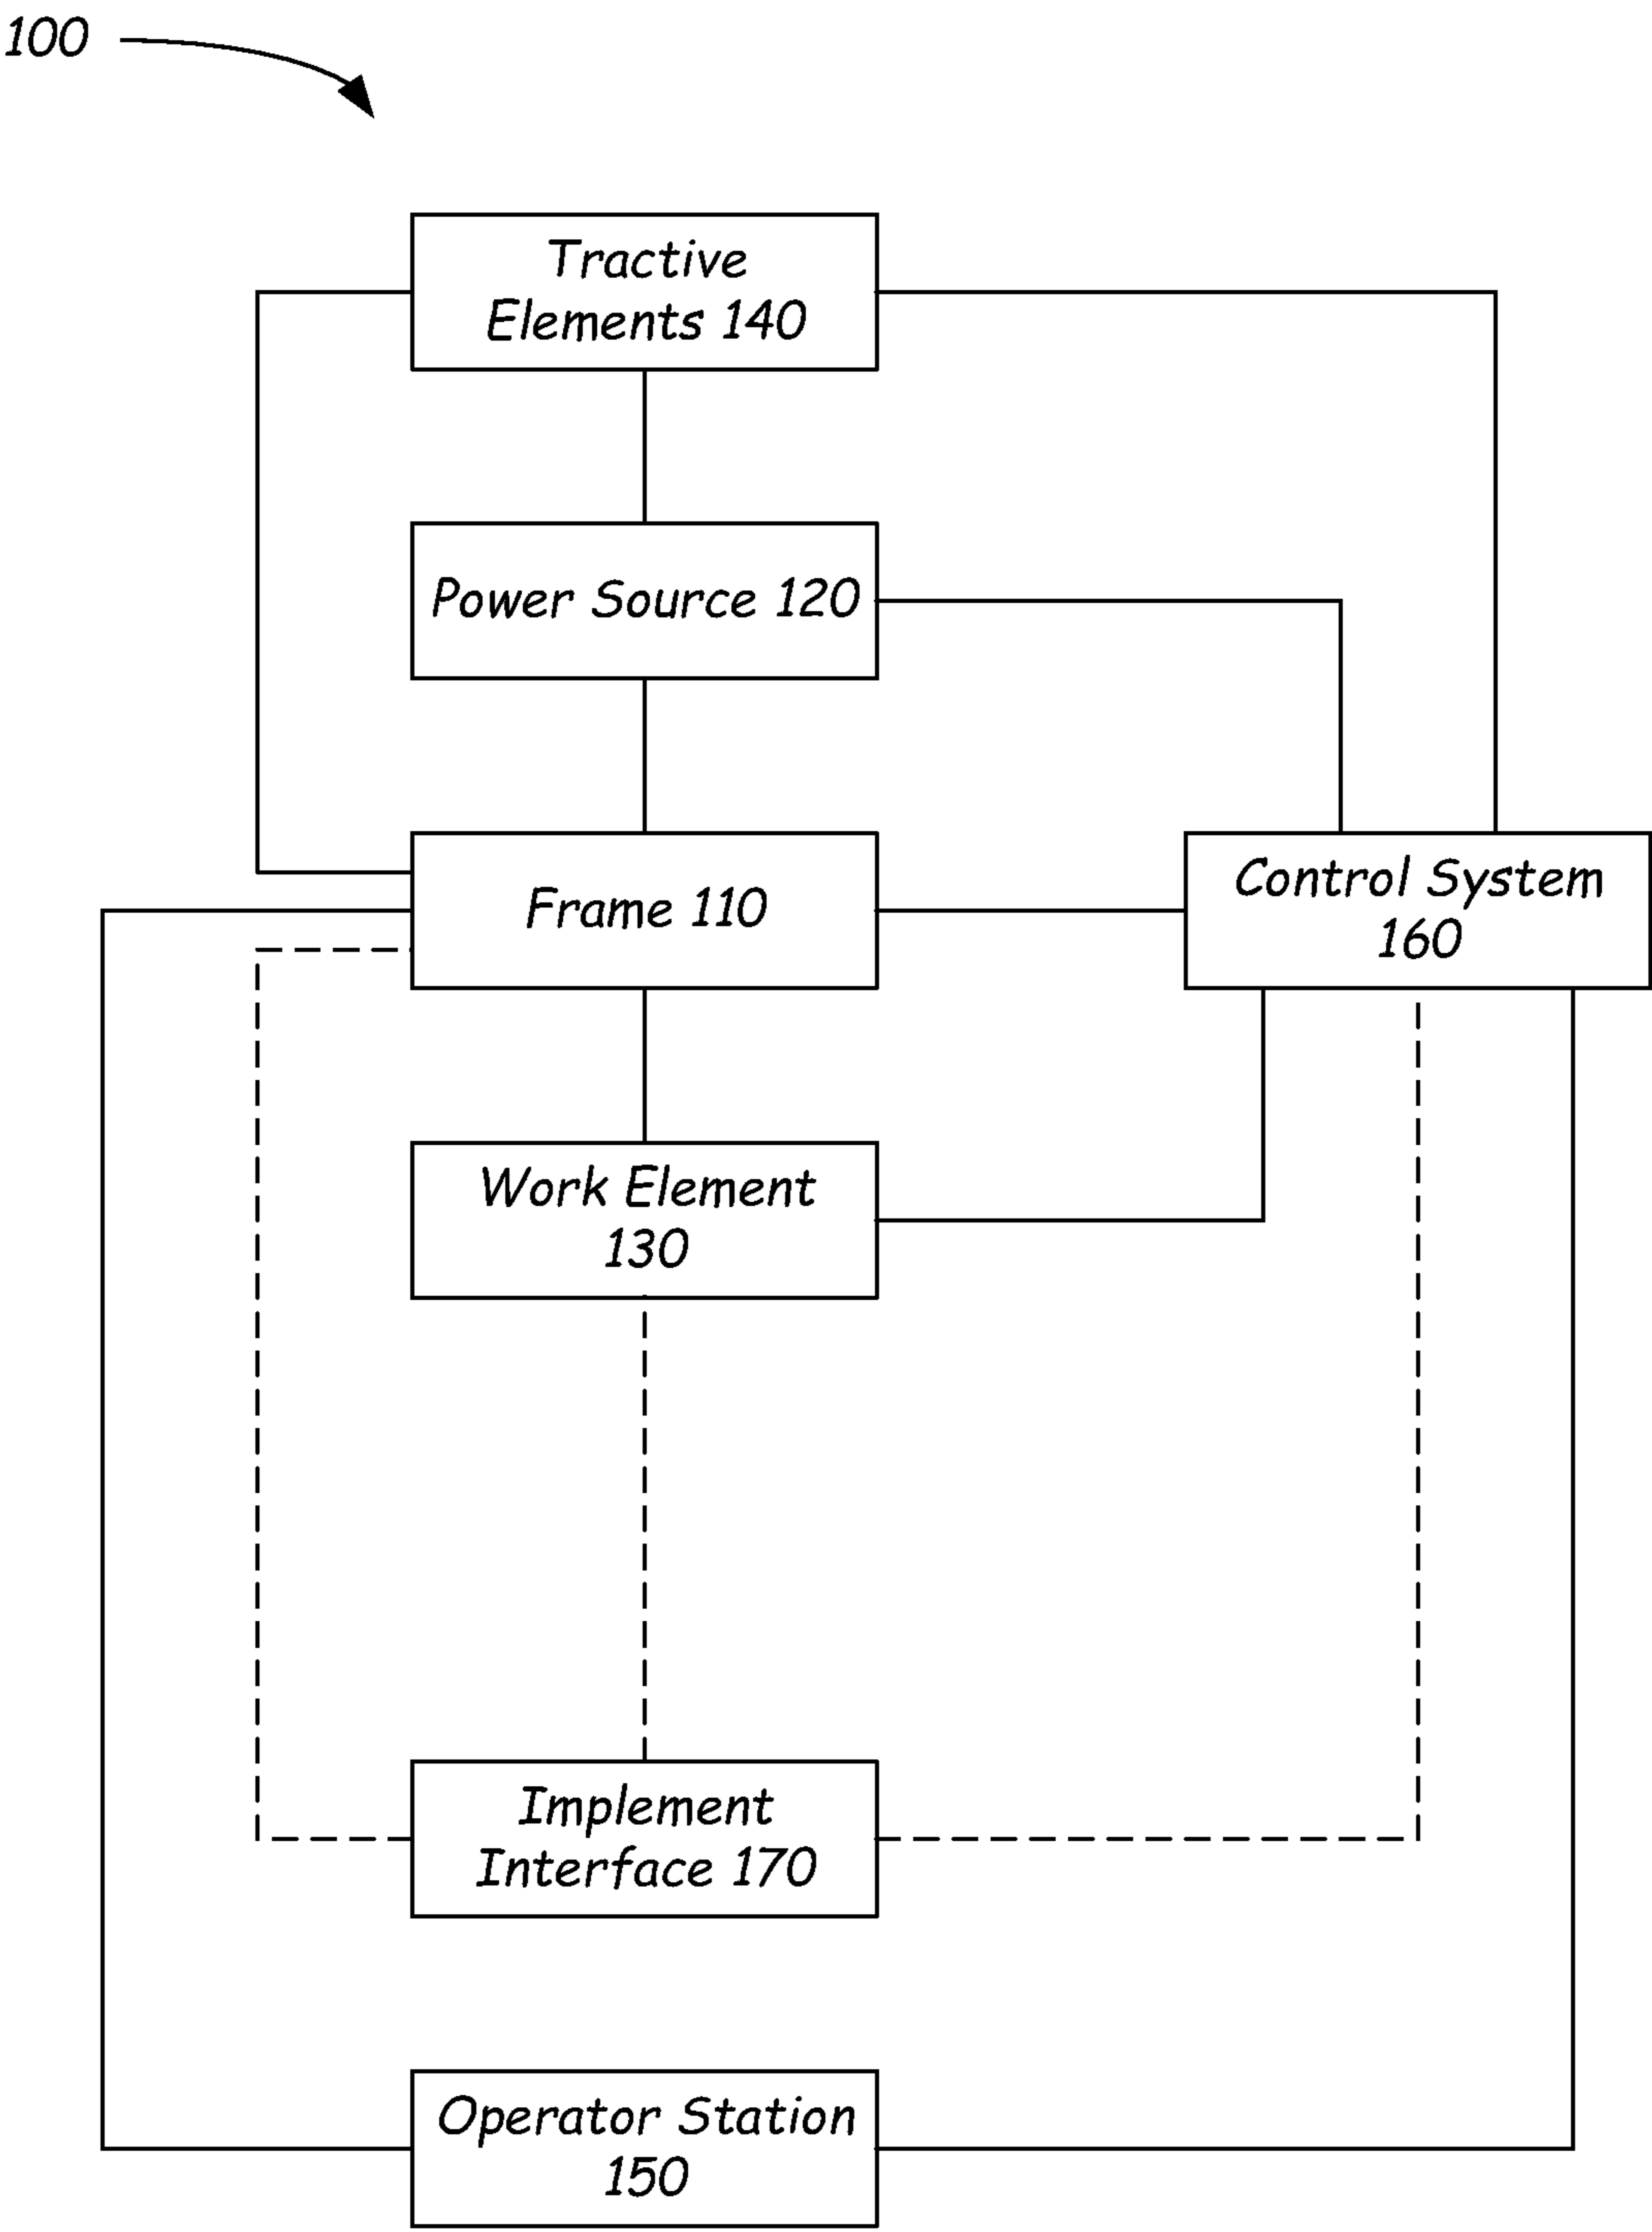 100
Tractive
Elements 140
Power Source 120
Frame 110
Control System
160
Work Element
130
Implement
Interface 170
Operator Station
150